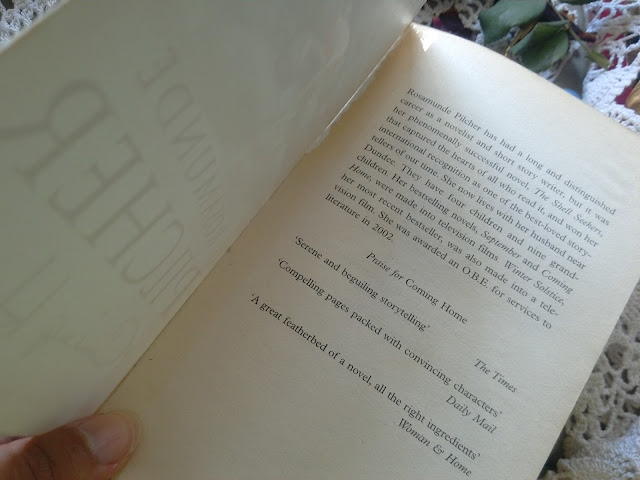 ROSAMUNDE
PILCHER
Rosamunde Pilcher has had a long and distinguished
career as a novelist and short story writer, but it was
her phenomenally successful novel, The Shell Seekers,
that captured the hearts of all who read it, and won her
international recognition as one of the best-loved story-
tellers of our time. She now lives with her husband near
Dundee. They have four children and nine grand-
children. Her bestselling novels, September and Coming
Home, were made into television films. Winter Solstice,
her most recent bestseller, was also made into a tele-
vision film. She was awarded an O.B.E. for services to
literature in 2002.
Praise for Coming Home
‘Serene and beguiling storytelling’
The Times
‘Compelling pages packed with convincing characters’
Daily Mail
‘A great featherbed of a novel, all the right ingredients’
Woman & Home